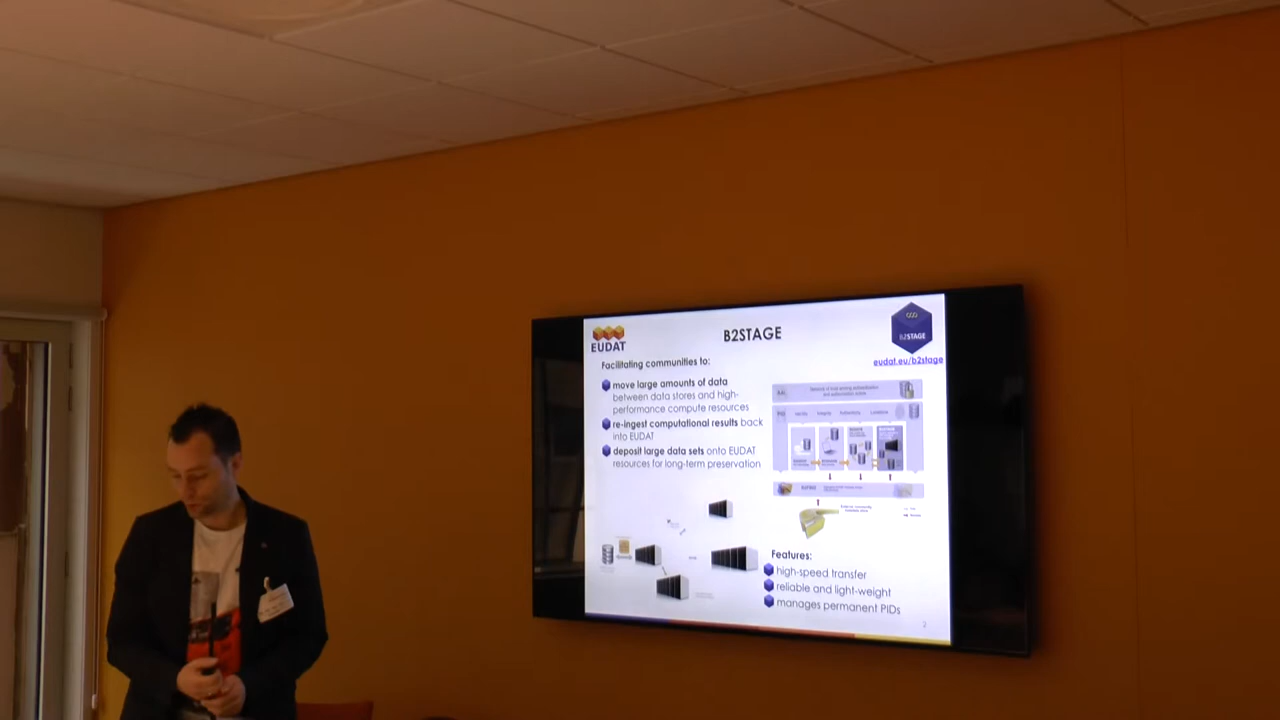 EUDAT
B2STAGE
B2STAGE
eudat.eu/b2stage
Facilitating communities to:
move large amounts of data
between data stores and high-
performance compute resources
re-ingest computational results back
into EUDAT
deposit large data sets onto EUDAT
resources for long-term preservation
Features:
high-speed transfer
reliable and light-weight
manages permanent PIDs
2